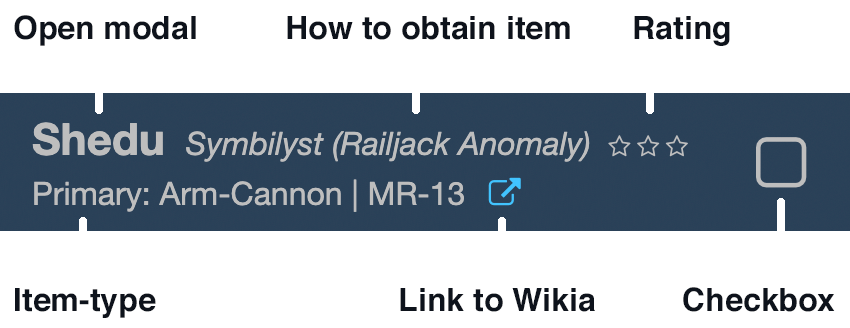 Open modal How to obtain item Rating
Shedu Symbilyst (Railjack Anomaly) ☆☆☆
Primary: Arm-Cannon | MR-13
Item-type Link to Wikia Checkbox